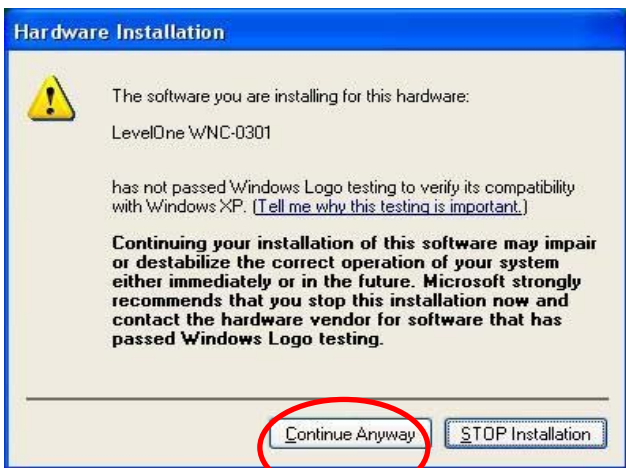 Hardware Installation
The software you are installing for this hardware:
LevelOne WNC-0301
has not passed Windows Logo testing to verify its compatibility
with Windows XP. (Tell me why this testing is important.)
Continuing your installation of this software may impair
or destabilize the correct operation of your system
either immediately or in the future. Microsoft strongly
recommends that you stop this installation now and
contact the hardware vendor for software that has
passed Windows Logo testing.
Continue Anyway STOP Installation